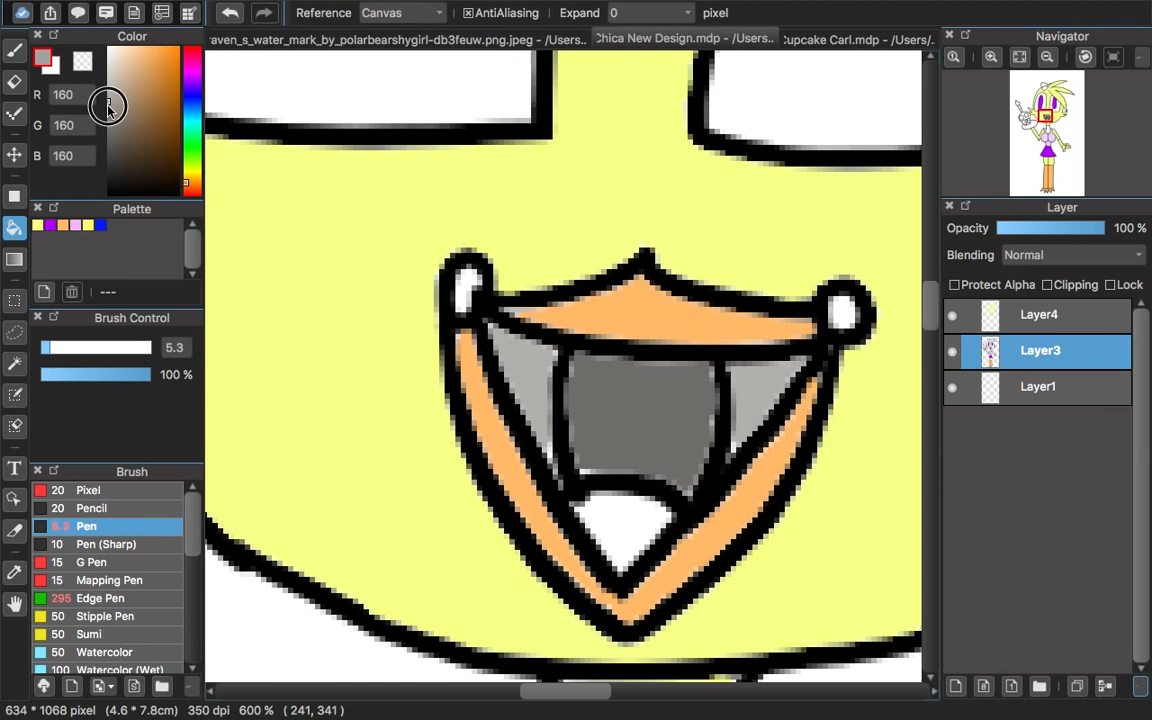 Reference Canvas AntiAliasing Expand 0 pixel
Color
aven_s_water_mark_by_polarbearshygirl-db3feuw.png.jpeg - /Users..
Chica New Design.mdp - /Users..
Cupcake Carl.mdp - /Users/..
Navigator
R 160
G 160
B 160
Palette
---
Brush Control
5.3
100 %
Brush
20 Pixel
20 Pencil
5.3 Pen
10 Pen (Sharp)
15 G Pen
15 Mapping Pen
295 Edge Pen
50 Stipple Pen
50 Sumi
50 Watercolor
100 Watercolor (Wet)
Layer
Opacity 100 %
Blending Normal
Protect Alpha Clipping Lock
Layer4
Layer3
Layer1
634 * 1068 pixel (4.6 * 7.8cm) 350 dpi 600 % ( 241, 341 )